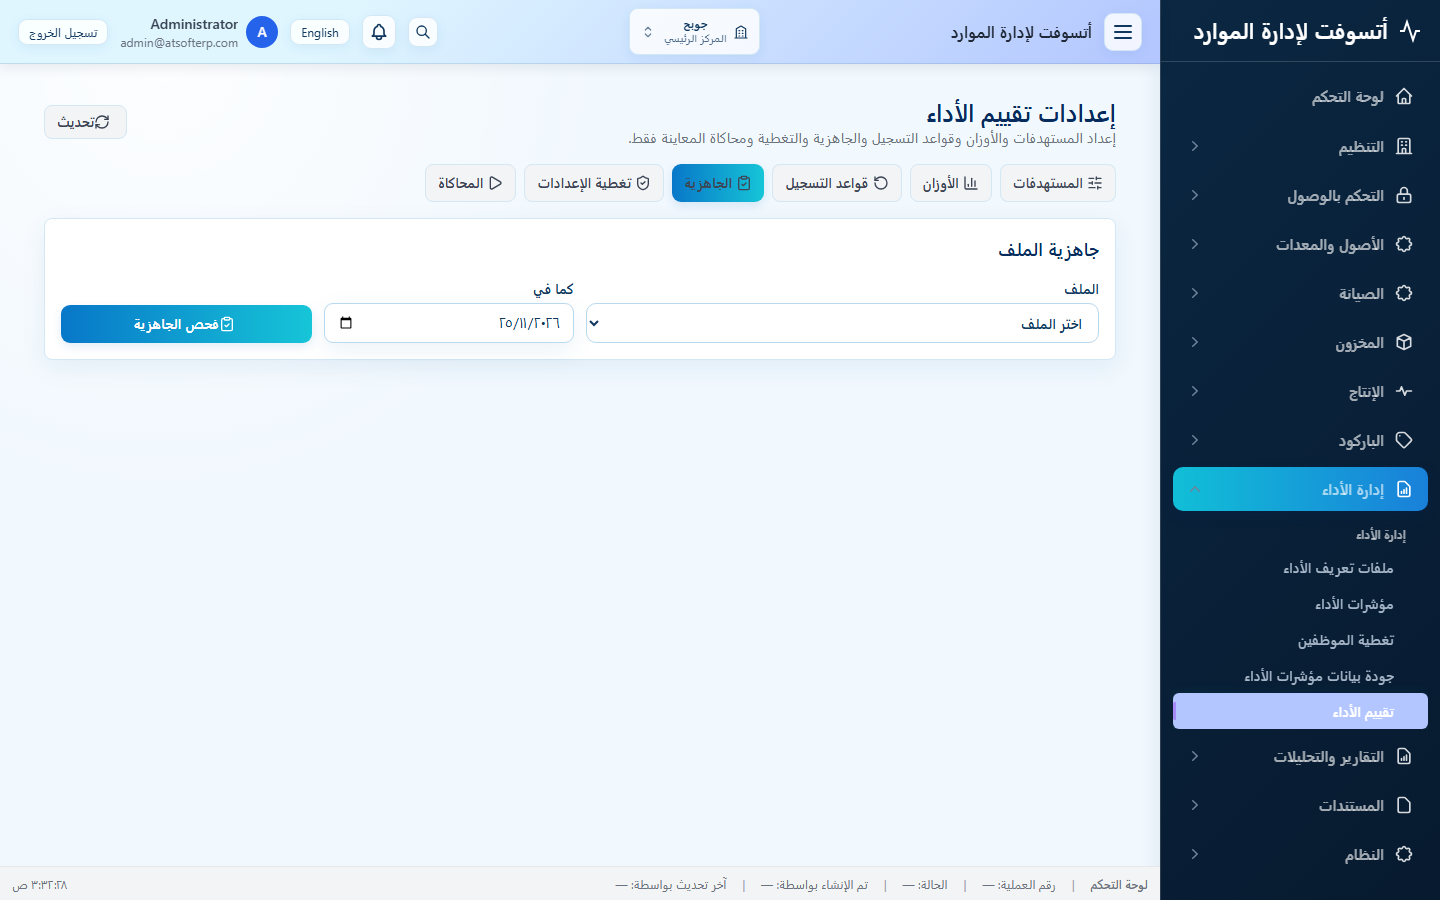 أتسوفت لإدارة الموارد
لوحة التحكم
التنظيم
التحكم بالوصول
الأصول والمعدات
الصيانة
المخزون
الإنتاج
الباركود
إدارة الأداء
إدارة الأداء
ملفات تعريف الأداء
مؤشرات الأداء
تغطية الموظفين
جودة بيانات مؤشرات الأداء
تقييم الأداء
التقارير والتحليلات
المستندات
النظام
أتسوفت لإدارة الموارد
جوبج
المركز الرئيسي
English
A
Administrator
admin@atsofterp.com
تسجيل الخروج
إعدادات تقييم الأداء
إعداد المستهدفات والأوزان وقواعد التسجيل والجاهزية والتغطية ومحاكاة المعاينة فقط.
تحديث
المستهدفات
الأوزان
قواعد التسجيل
الجاهزية
تغطية الإعدادات
المحاكاة
جاهزية الملف
الملف
كما في
اختر الملف
٢٥/١١/٢٠٢٦
فحص الجاهزية
لوحة التحكم | رقم العملية: — | الحالة: — | تم الإنشاء بواسطة: — | آخر تحديث بواسطة: —
٣:٣٢:٢٨ ص